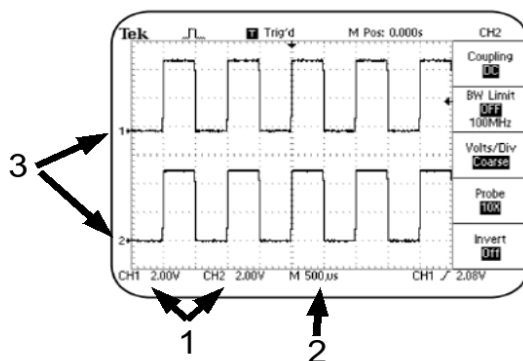 Tek T Trig'd M Pos: 0.000s CH2
Coupling
DC
BW Limit
OFF
100MHz
3
1
Volts/Div
Coarse
Probe
10X
2
Invert
Off
CH1 2.00V CH2 2.00V M 500µs CH1 2.08V
1 2